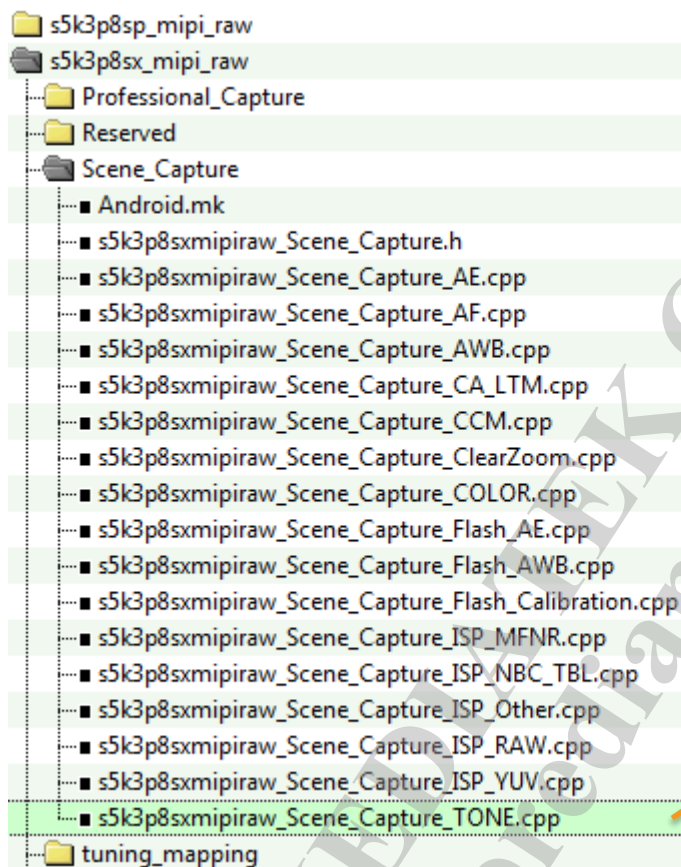 s5k3p8sp_mipi_raw
s5k3p8sx_mipi_raw
Professional_Capture
Reserved
Scene_Capture
Android.mk
s5k3p8sxmipiraw_Scene_Capture.h
s5k3p8sxmipiraw_Scene_Capture_AE.cpp
s5k3p8sxmipiraw_Scene_Capture_AF.cpp
s5k3p8sxmipiraw_Scene_Capture_AWB.cpp
s5k3p8sxmipiraw_Scene_Capture_CA_LTM.cpp
s5k3p8sxmipiraw_Scene_Capture_CCM.cpp
s5k3p8sxmipiraw_Scene_Capture_ClearZoom.cpp
s5k3p8sxmipiraw_Scene_Capture_COLOR.cpp
s5k3p8sxmipiraw_Scene_Capture_Flash_AE.cpp
s5k3p8sxmipiraw_Scene_Capture_Flash_AWB.cpp
s5k3p8sxmipiraw_Scene_Capture_Flash_Calibration.cpp
s5k3p8sxmipiraw_Scene_Capture_ISP_MFNR.cpp
s5k3p8sxmipiraw_Scene_Capture_ISP_NBC_TBL.cpp
s5k3p8sxmipiraw_Scene_Capture_ISP_Other.cpp
s5k3p8sxmipiraw_Scene_Capture_ISP_RAW.cpp
s5k3p8sxmipiraw_Scene_Capture_ISP_YUV.cpp
s5k3p8sxmipiraw_Scene_Capture_TONE.cpp
tuning_mapping